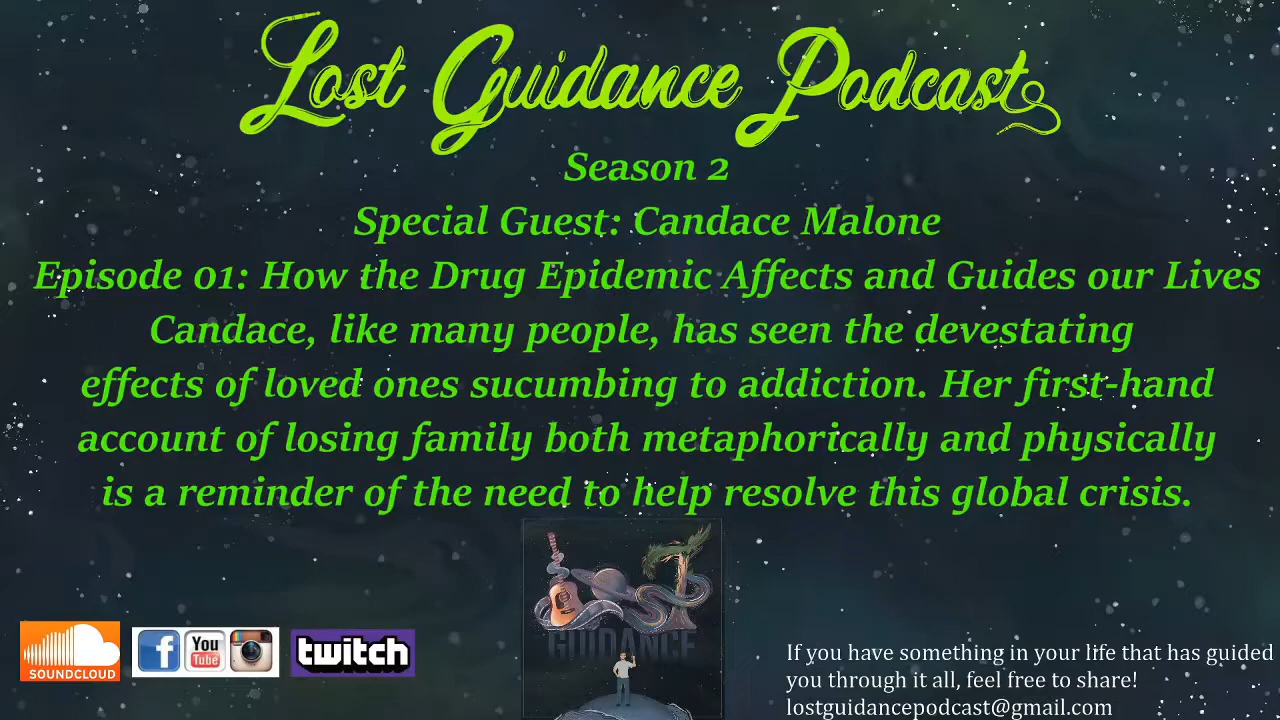 Lost Guidance Podcast
Season 2
Special Guest: Candace Malone
Episode 01: How the Drug Epidemic Affects and Guides our Lives
Candace, like many people, has seen the devestating
effects of loved ones sucumbing to addiction. Her first-hand
account of losing family both metaphorically and physically
is a reminder of the need to help resolve this global crisis.
LOST
GUIDANCE
SOUNDCLOUD
f
You
Tube
twitch
If you have something in your life that has guided
you through it all, feel free to share!
lostguidancepodcast@gmail.com